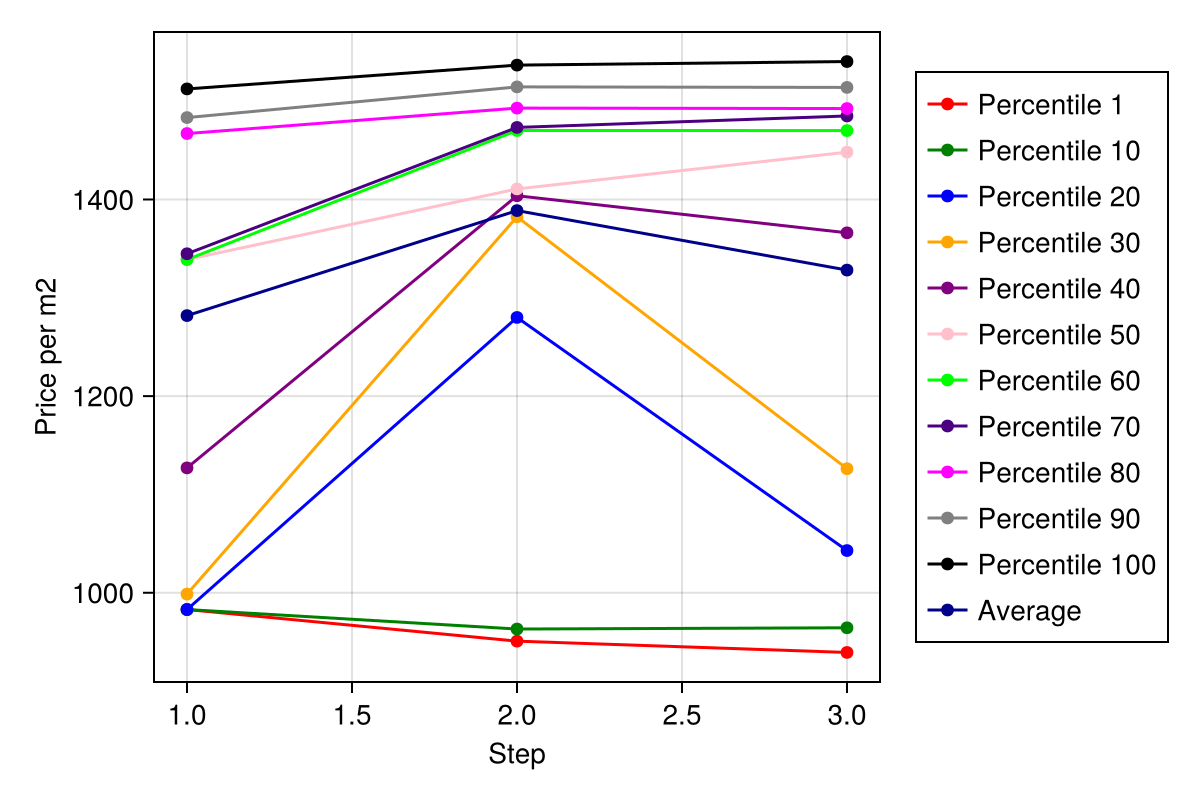 1400
1200
1000
Price per m2
1.0 1.5 2.0 2.5 3.0
Step
Percentile 1
Percentile 10
Percentile 20
Percentile 30
Percentile 40
Percentile 50
Percentile 60
Percentile 70
Percentile 80
Percentile 90
Percentile 100
Average